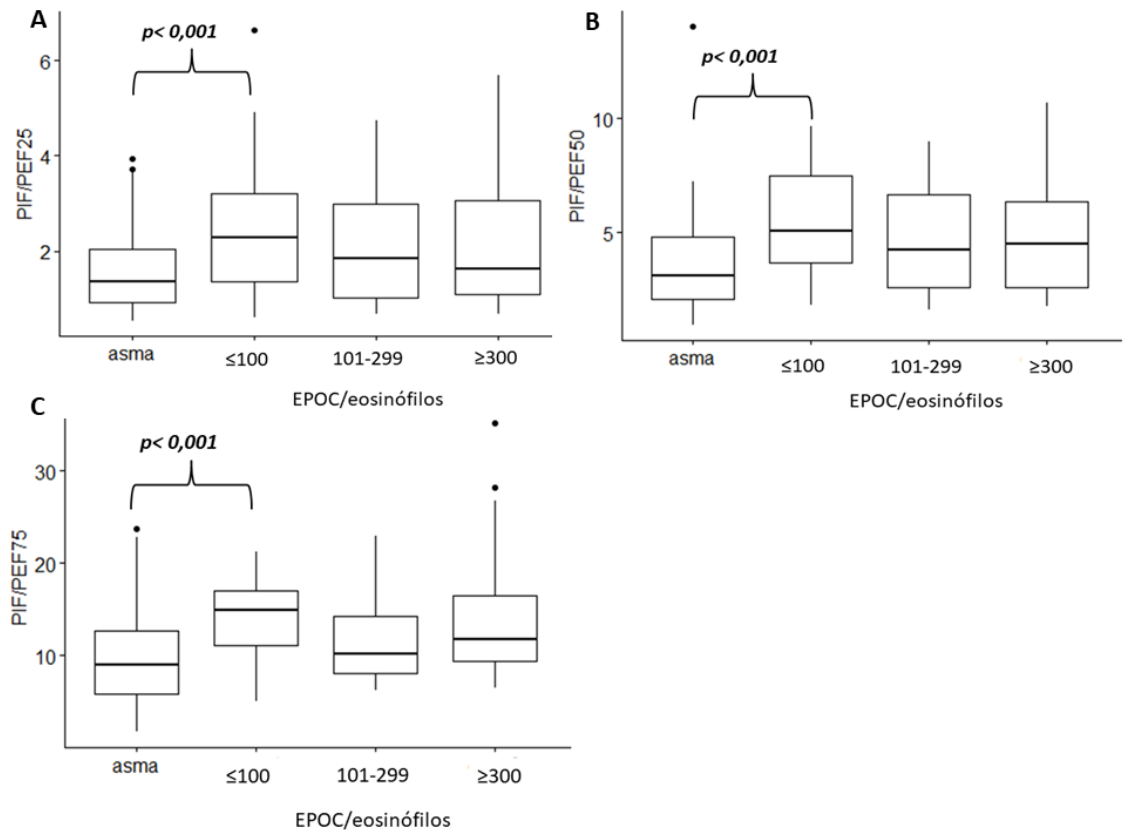 A
p< 0,001
PIF/PEF25
6
4
2
asma ≤100 101-299 ≥300
EPOC/eosinófilos
B
p< 0,001
PIF/PEF50
10
5
asma ≤100 101-299 ≥300
EPOC/eosinófilos
C
p< 0,001
PIF/PEF75
30
20
10
asma ≤100 101-299 ≥300
EPOC/eosinófilos